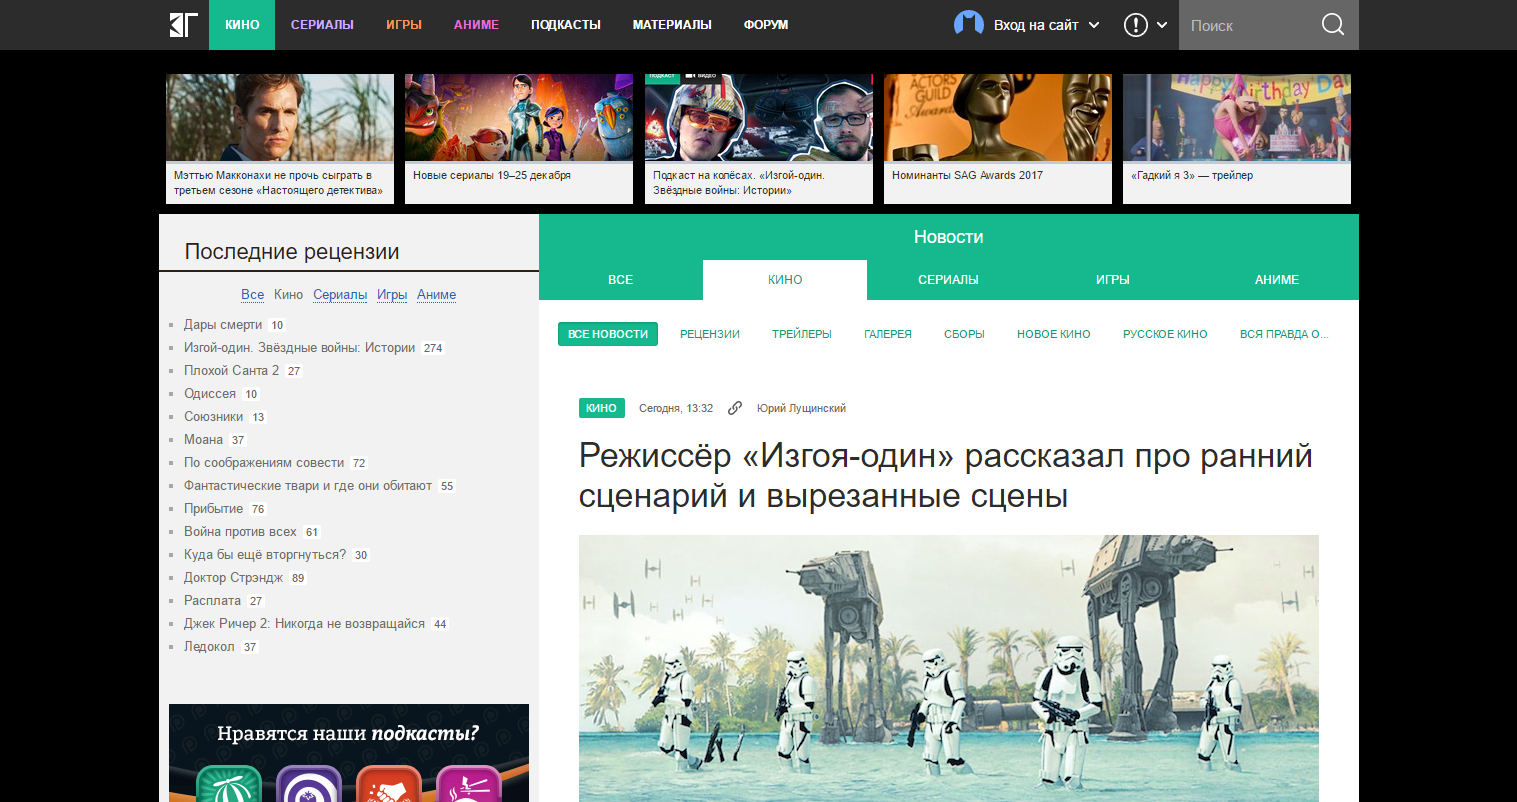 КГ
КИНО
СЕРИАЛЫ
ИГРЫ
АНИМЕ
ПОДКАСТЫ
МАТЕРИАЛЫ
ФОРУМ
Вход на сайт
Поиск
ACTORS
GUILD
Awards
ПОДКАСТ
ВИДЕО
Happy Birthday Da
Мэттью Макконахи не прочь сыграть в
третьем сезоне «Настоящего детектива»
Новые сериалы 19–25 декабря
Подкаст на колёсах. «Изгой-один.
Звёздные войны: Истории»
Номинанты SAG Awards 2017
«Гадкий я 3» — трейлер
Последние рецензии
Все Кино Сериалы Игры Аниме
Дары смерти 10
Изгой-один. Звёздные войны: Истории 274
Плохой Санта 2 27
Одиссея 10
Союзники 13
Моана 37
По соображениям совести 72
Фантастические твари и где они обитают 55
Прибытие 76
Война против всех 61
Куда бы ещё вторгнуться? 30
Доктор Стрэндж 89
Расплата 27
Джек Ричер 2: Никогда не возвращайся 44
Ледокол 37
Нравятся наши подкасты?
Новости
ВСЕ
КИНО
СЕРИАЛЫ
ИГРЫ
АНИМЕ
ВСЕ НОВОСТИ
РЕЦЕНЗИИ
ТРЕЙЛЕРЫ
ГАЛЕРЕЯ
СБОРЫ
НОВОЕ КИНО
РУССКОЕ КИНО
ВСЯ ПРАВДА О...
КИНО
Сегодня, 13:32
Юрий Лущинский
Режиссёр «Изгоя-один» рассказал про ранний
сценарий и вырезанные сцены